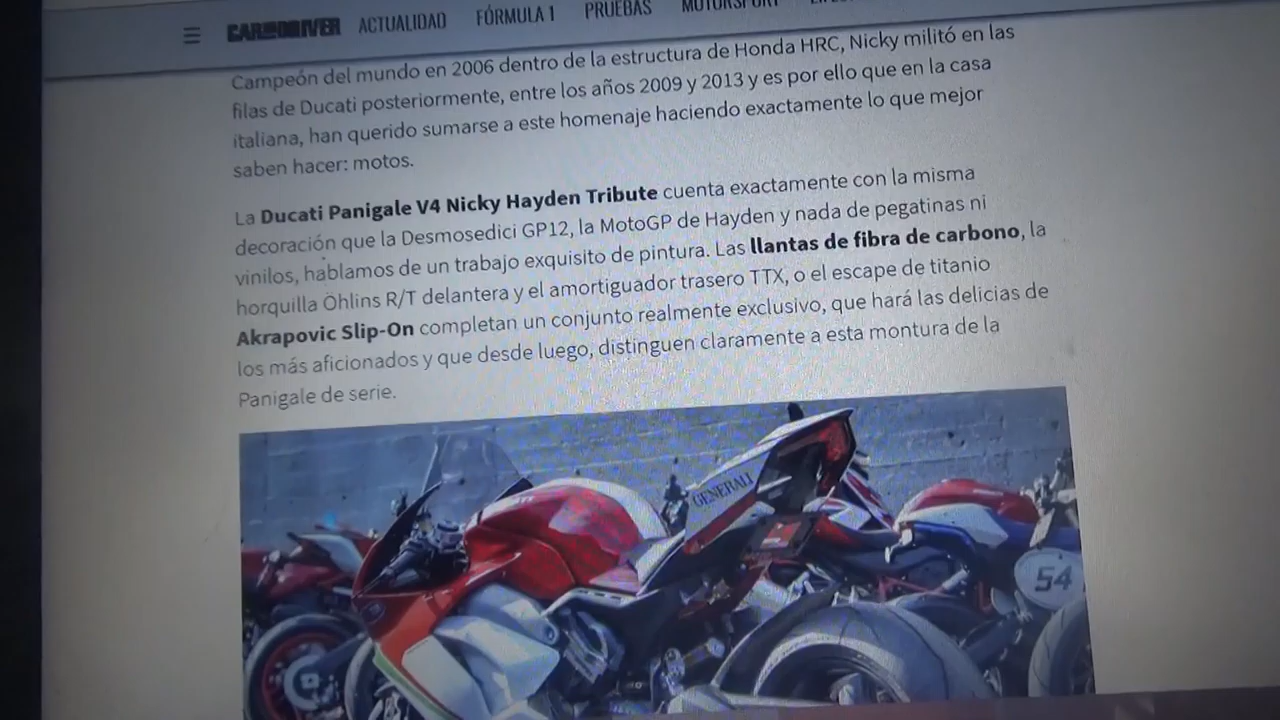 CAR AND DRIVER ACTUALIDAD FÓRMULA 1 PRUEBAS MOTORSPORT
Campeón del mundo en 2006 dentro de la estructura de Honda HRC, Nicky militó en las
filas de Ducati posteriormente, entre los años 2009 y 2013 y es por ello que en la casa
italiana, han querido sumarse a este homenaje haciendo exactamente lo que mejor
saben hacer: motos.
La Ducati Panigale V4 Nicky Hayden Tribute cuenta exactamente con la misma
decoración que la Desmosedici GP12, la MotoGP de Hayden y nada de pegatinas ni
vinilos, hablamos de un trabajo exquisito de pintura. Las llantas de fibra de carbono, la
horquilla Öhlins R/T delantera y el amortiguador trasero TTX, o el escape de titanio
Akrapovic Slip-On completan un conjunto realmente exclusivo, que hará las delicias de
los más aficionados y que desde luego, distinguen claramente a esta montura de la
Panigale de serie.
GENERALI
54